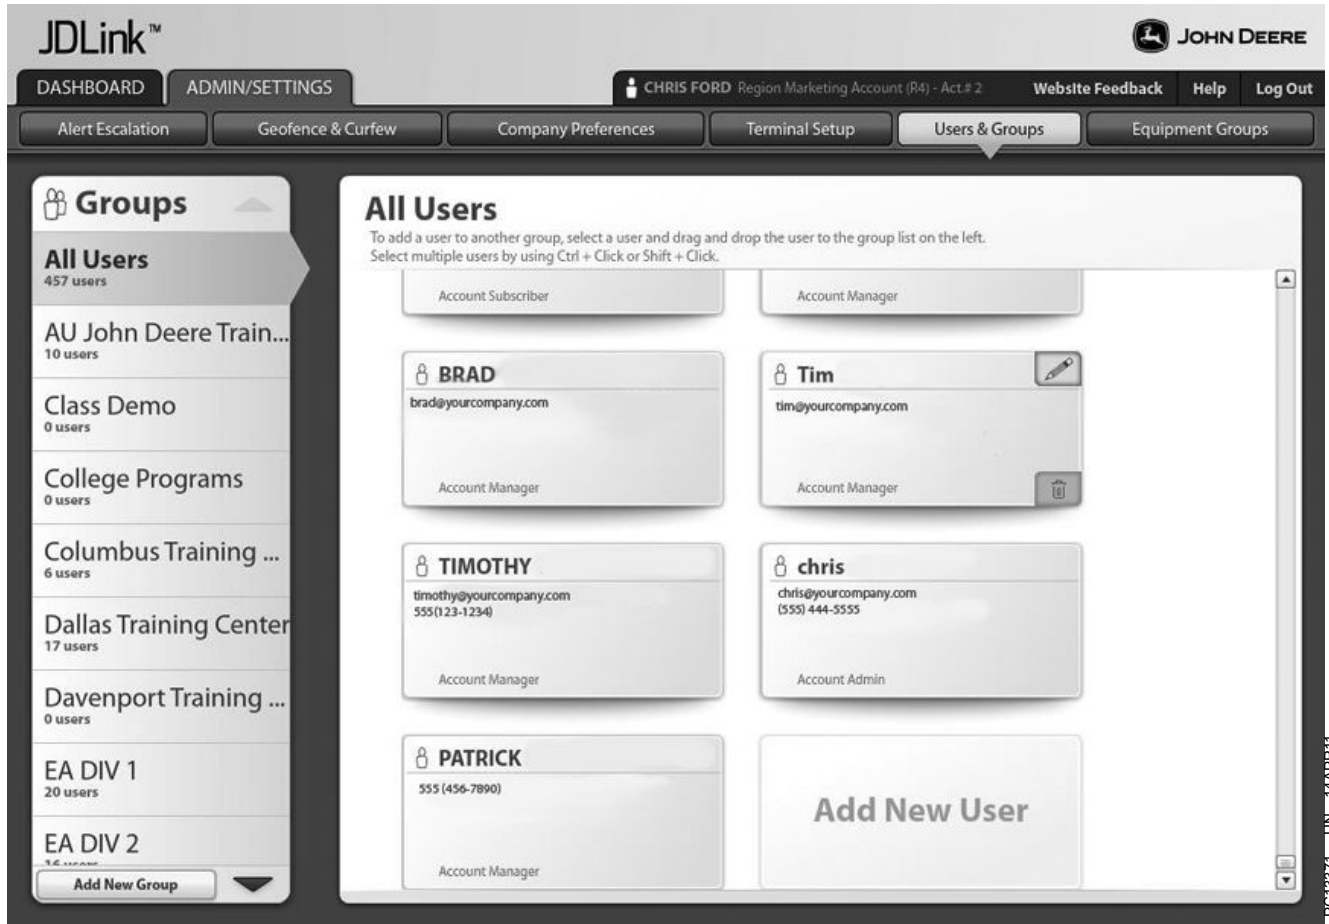 JDLink™
JOHN DEERE
DASHBOARD
ADMIN/SETTINGS
CHRIS FORD Region Marketing Account (R4) - Act.# 2
Website Feedback
Help
Log Out
Alert Escalation
Geofence & Curfew
Company Preferences
Terminal Setup
Users & Groups
Equipment Groups
Groups
All Users
457 users
AU John Deere Train...
10 users
Class Demo
0 users
College Programs
0 users
Columbus Training ...
6 users
Dallas Training Center
17 users
Davenport Training ...
0 users
EA DIV 1
20 users
EA DIV 2
16 users
Add New Group
All Users
To add a user to another group, select a user and drag and drop the user to the group list on the left.
Select multiple users by using Ctrl + Click or Shift + Click.
Account Subscriber
Account Manager
BRAD
brad@yourcompany.com
Account Manager
Tim
tim@yourcompany.com
Account Manager
TIMOTHY
timothy@yourcompany.com
555(123-1234)
Account Manager
chris
chris@yourcompany.com
(555) 444-5555
Account Admin
PATRICK
555 (456-7890)
Account Manager
Add New User